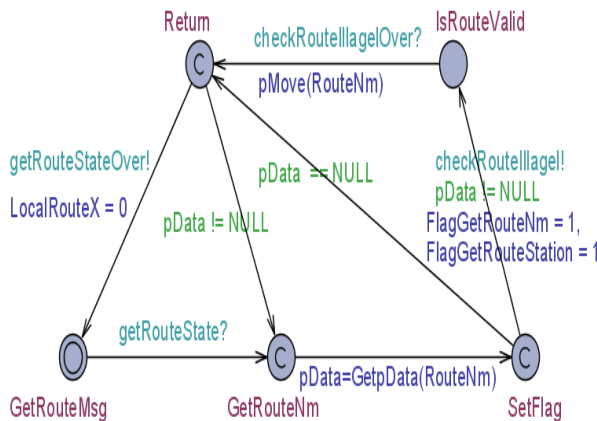 Return
IsRouteValid
checkRouteIllagelOver?
C
pMove(RouteNm)
getRouteStateOver!
LocalRouteX = 0
pData != NULL
pData == NULL
checkRouteIllagel!
pData != NULL
FlagGetRouteNm = 1,
FlagGetRouteStation = 1
getRouteState?
C
C
pData=GetpData(RouteNm)
GetRouteMsg
GetRouteNm
SetFlag